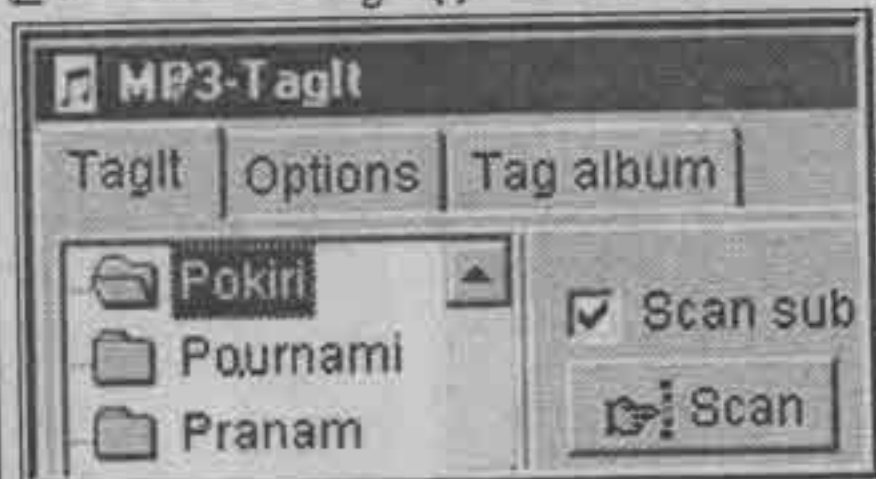 MP3-TagIt
TagIt Options Tag album
Pokiri
Pournami
Pranam
Scan sub
Scan